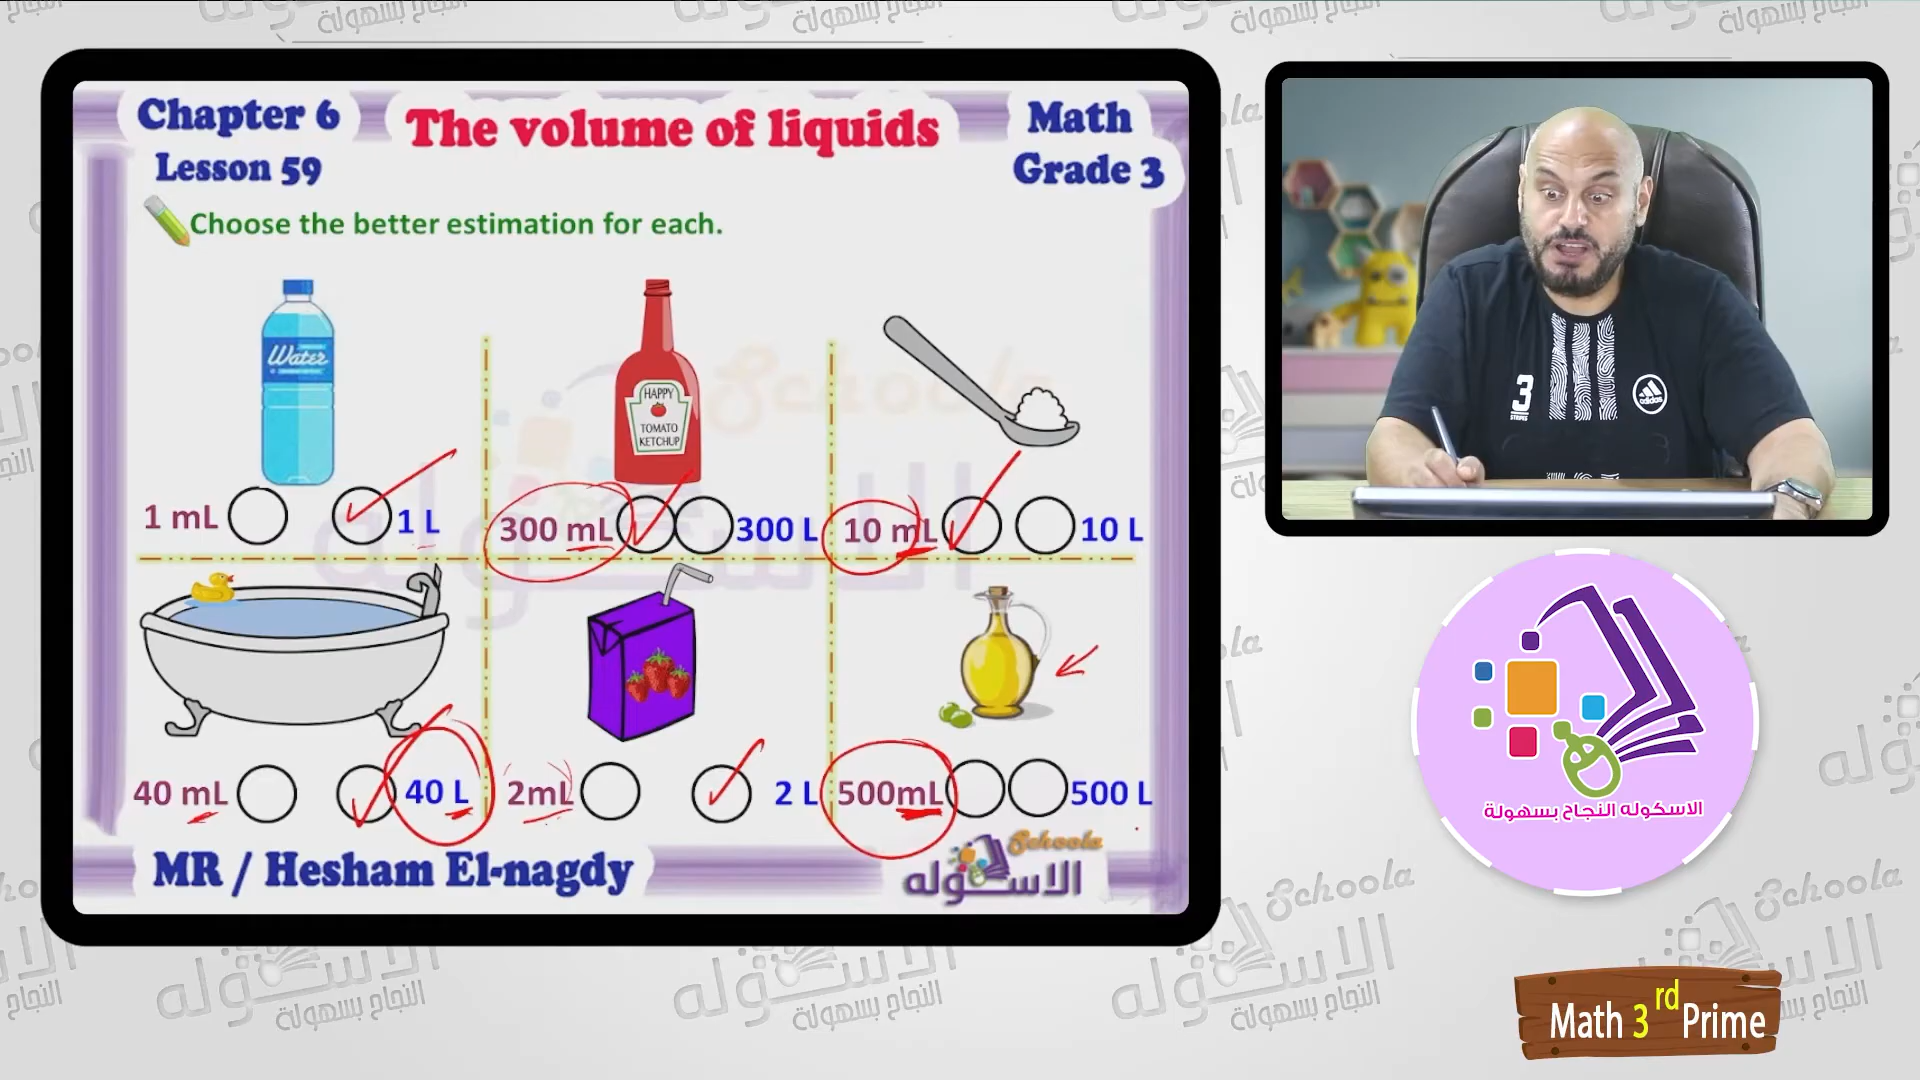 Chapter 6
Lesson 59
The volume of liquids
Math
Grade 3
Choose the better estimation for each.
Water
HAPPY
TOMATO
KETCHUP
1 mL
1 L
300 mL
300 L
10 mL
10 L
40 mL
40 L
2mL
2 L
500mL
500 L
MR / Hesham El-nagdy
Schoola
الاسكوله
3
adidas
الاسكوله النجاح بسهولة
Math 3rd Prime